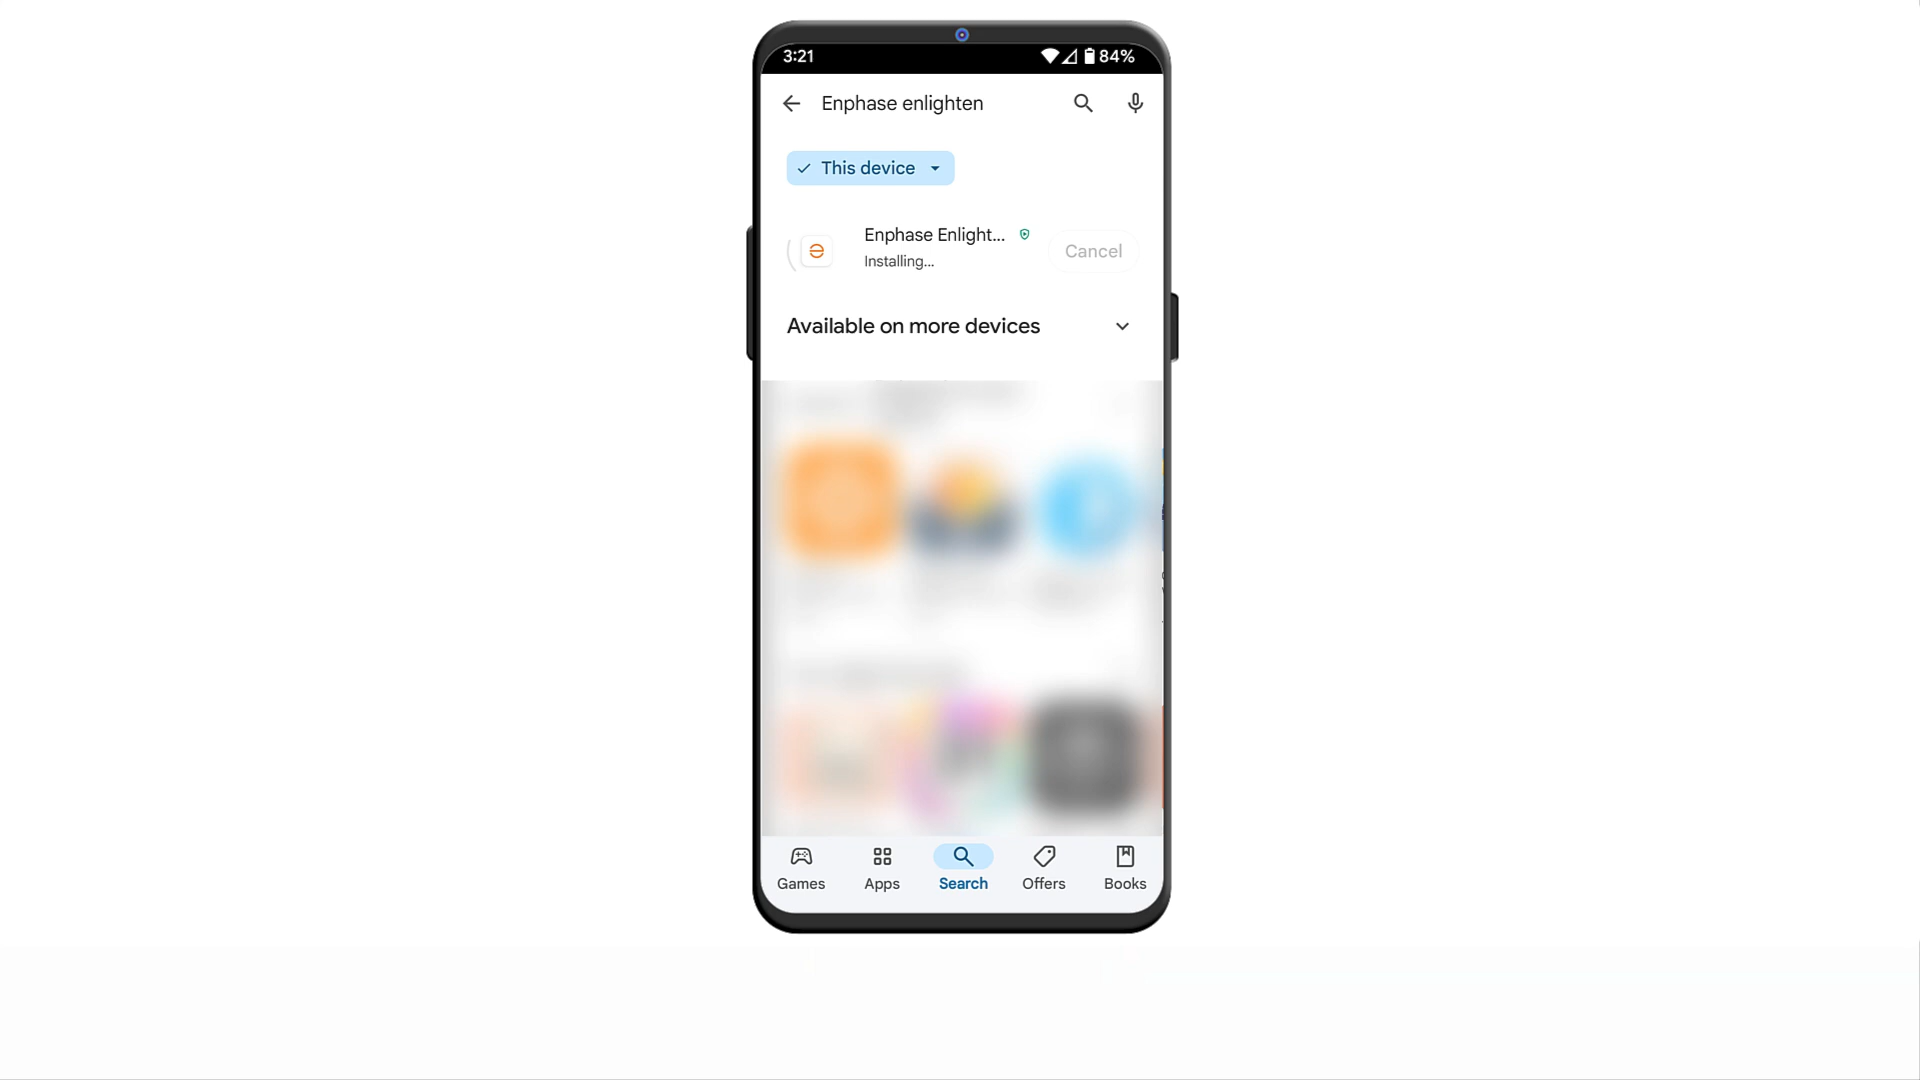 3:21
84%
Enphase enlighten
This device
Enphase Enlight...
Installing...
Cancel
Available on more devices
Games
Apps
Search
Offers
Books